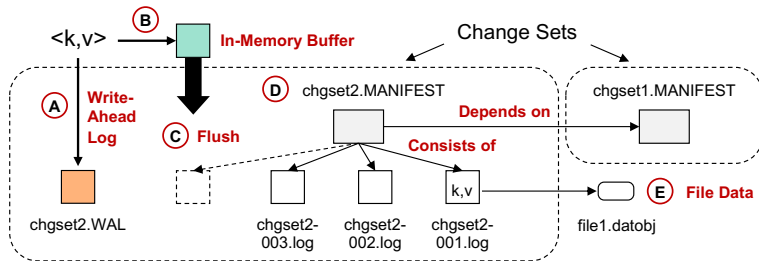 B
<k,v>
In-Memory Buffer
Change Sets
A
Write-
Ahead
Log
D
chgset2.MANIFEST
chgset1.MANIFEST
Depends on
C
Flush
Consists of
k,v
E
File Data
chgset2.WAL
chgset2-
003.log
chgset2-
002.log
chgset2-
001.log
file1.datobj